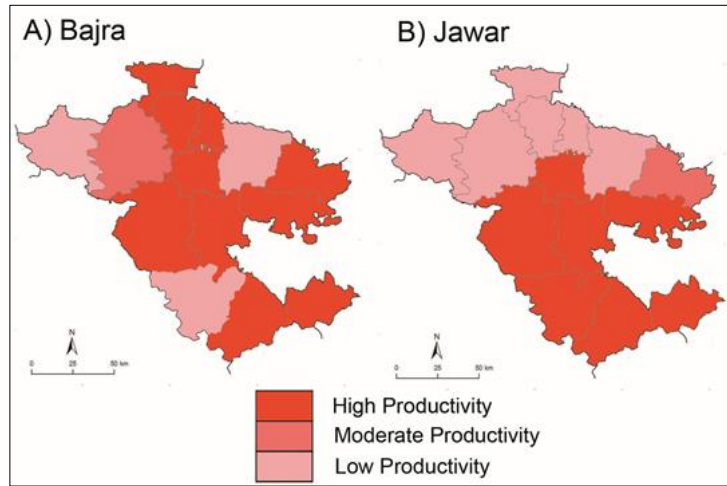 A) Bajra
B) Jawar
N
0 25 50 km
N
0 25 50 km
High Productivity
Moderate Productivity
Low Productivity